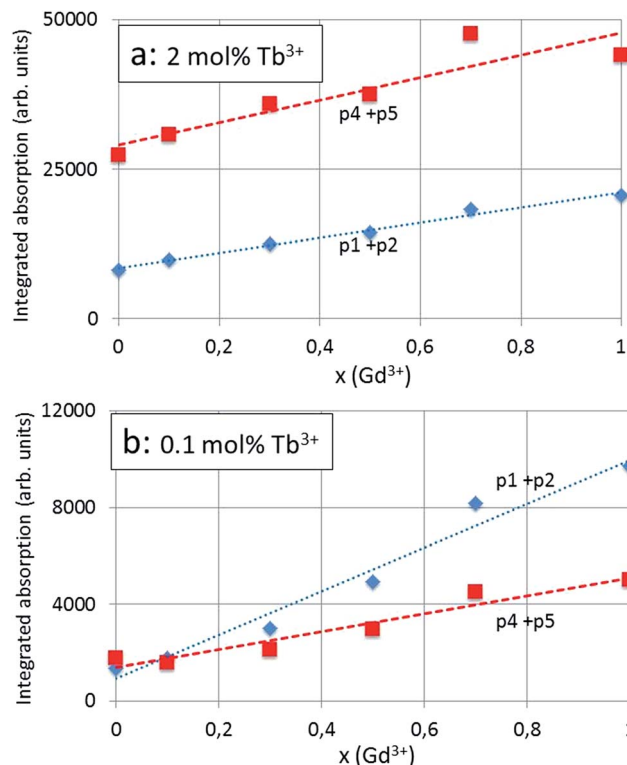 50000
a: 2 mol% Tb³⁺
p4 +p5
25000
p1 +p2
0
0 0,2 0,4 0,6 0,8 1
x (Gd³⁺)
Integrated absorption (arb. units)
12000
b: 0.1 mol% Tb³⁺
p1 +p2
8000
4000
p4 +p5
0
0 0,2 0,4 0,6 0,8 1
x (Gd³⁺)
Integrated absorption (arb. units)